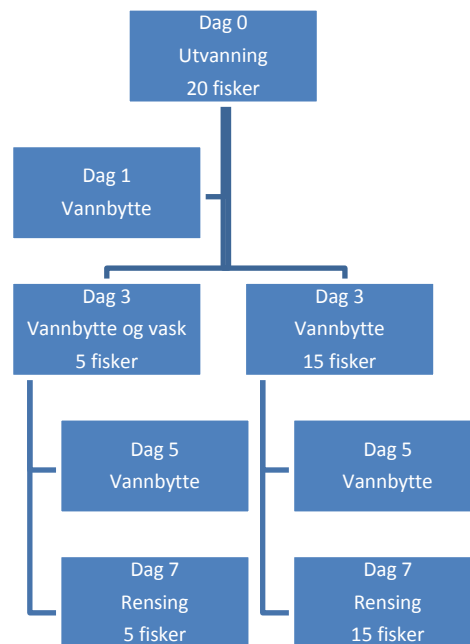 Dag 0
Utvanning
20 fisker
Dag 1
Vannbytte
Dag 3
Vannbytte og vask
5 fisker
Dag 3
Vannbytte
15 fisker
Dag 5
Vannbytte
Dag 5
Vannbytte
Dag 7
Rensing
5 fisker
Dag 7
Rensing
15 fisker